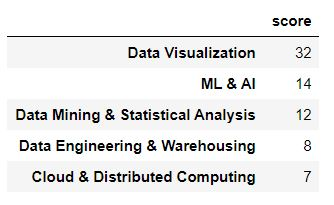 score
Data Visualization 32
ML & AI 14
Data Mining & Statistical Analysis 12
Data Engineering & Warehousing 8
Cloud & Distributed Computing 7